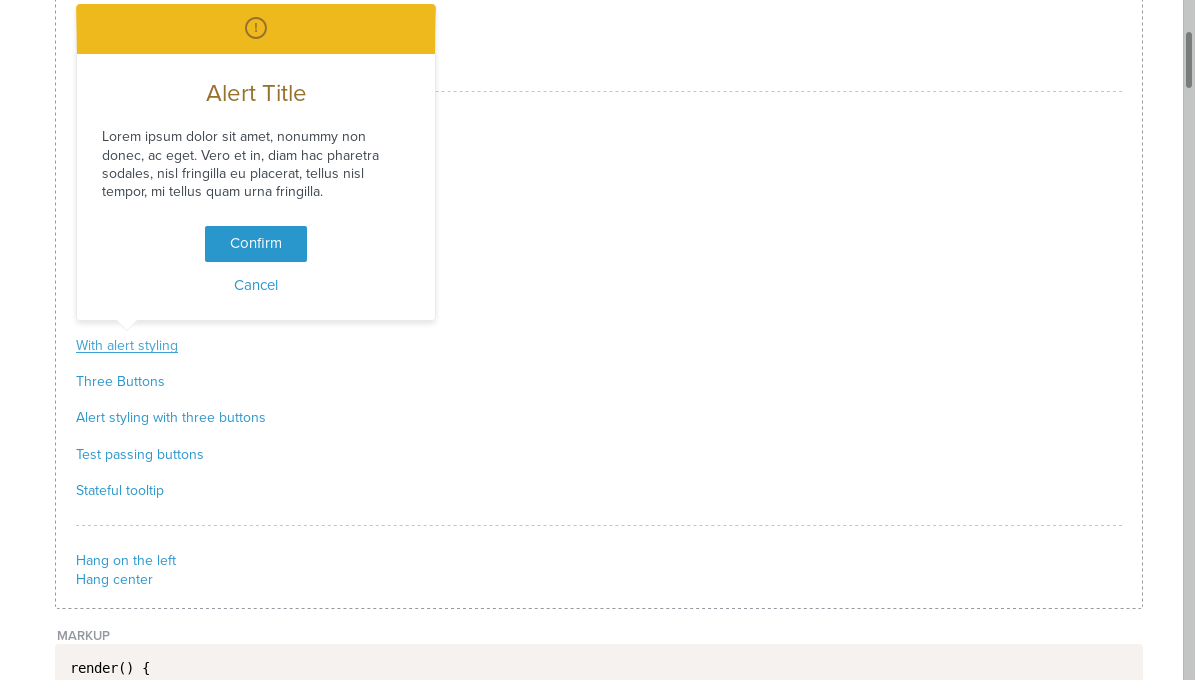 !
Alert Title
Lorem ipsum dolor sit amet, nonummy non
donec, ac eget. Vero et in, diam hac pharetra
sodales, nisl fringilla eu placerat, tellus nisl
tempor, mi tellus quam urna fringilla.
Confirm
Cancel
With alert styling
Three Buttons
Alert styling with three buttons
Test passing buttons
Stateful tooltip
Hang on the left
Hang center
MARKUP
render() {